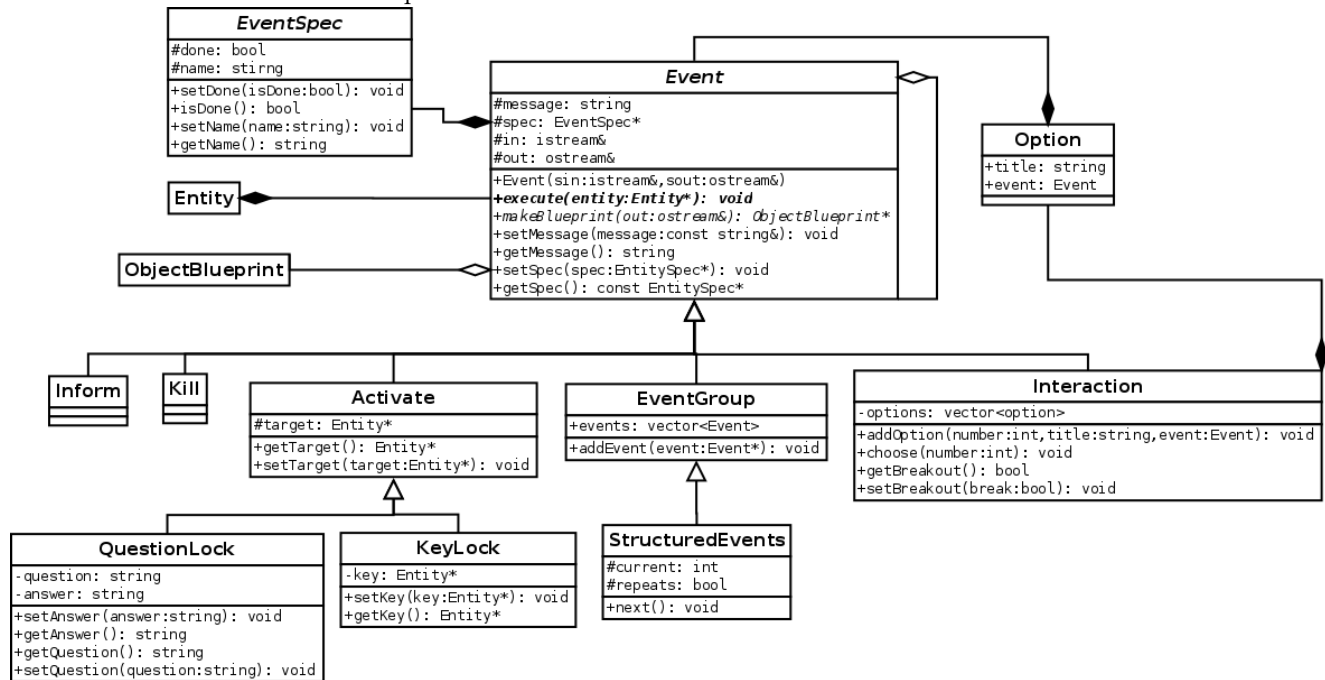 EventSpec
#done: bool
#name: stirng
+setDone(isDone:bool): void
+isDone(): bool
+setName(name:string): void
+getName(): string
Event
#message: string
#spec: EventSpec*
#in: istream&
#out: ostream&
+Event(sin:istream&,sout:ostream&)
+execute(entity:Entity*): void
+makeBlueprint(out:ostream&): ObjectBlueprint*
+setMessage(message:const string&): void
+getMessage(): string
+setSpec(spec:EntitySpec*): void
+getSpec(): const EntitySpec*
Option
+title: string
+event: Event
Entity
ObjectBlueprint
Inform
Kill
Activate
#target: Entity*
+getTarget(): Entity*
+setTarget(target:Entity*): void
EventGroup
+events: vector<Event>
+addEvent(event:Event*): void
Interaction
-options: vector<option>
+addOption(number:int,title:string,event:Event): void
+choose(number:int): void
+getBreakout(): bool
+setBreakout(break:bool): void
QuestionLock
-question: string
-answer: string
+setAnswer(answer:string): void
+getAnswer(): string
+getQuestion(): string
+setQuestion(question:string): void
KeyLock
-key: Entity*
+setKey(key:Entity*): void
+getKey(): Entity*
StructuredEvents
#current: int
#repeats: bool
+next(): void